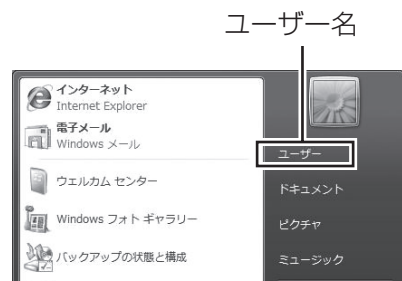 ユーザー名
インターネット
Internet Explorer
電子メール
Windows メール
ウェルカム センター
Windows フォト ギャラリー
バックアップの状態と構成
ユーザー
ドキュメント
ピクチャ
ミュージック